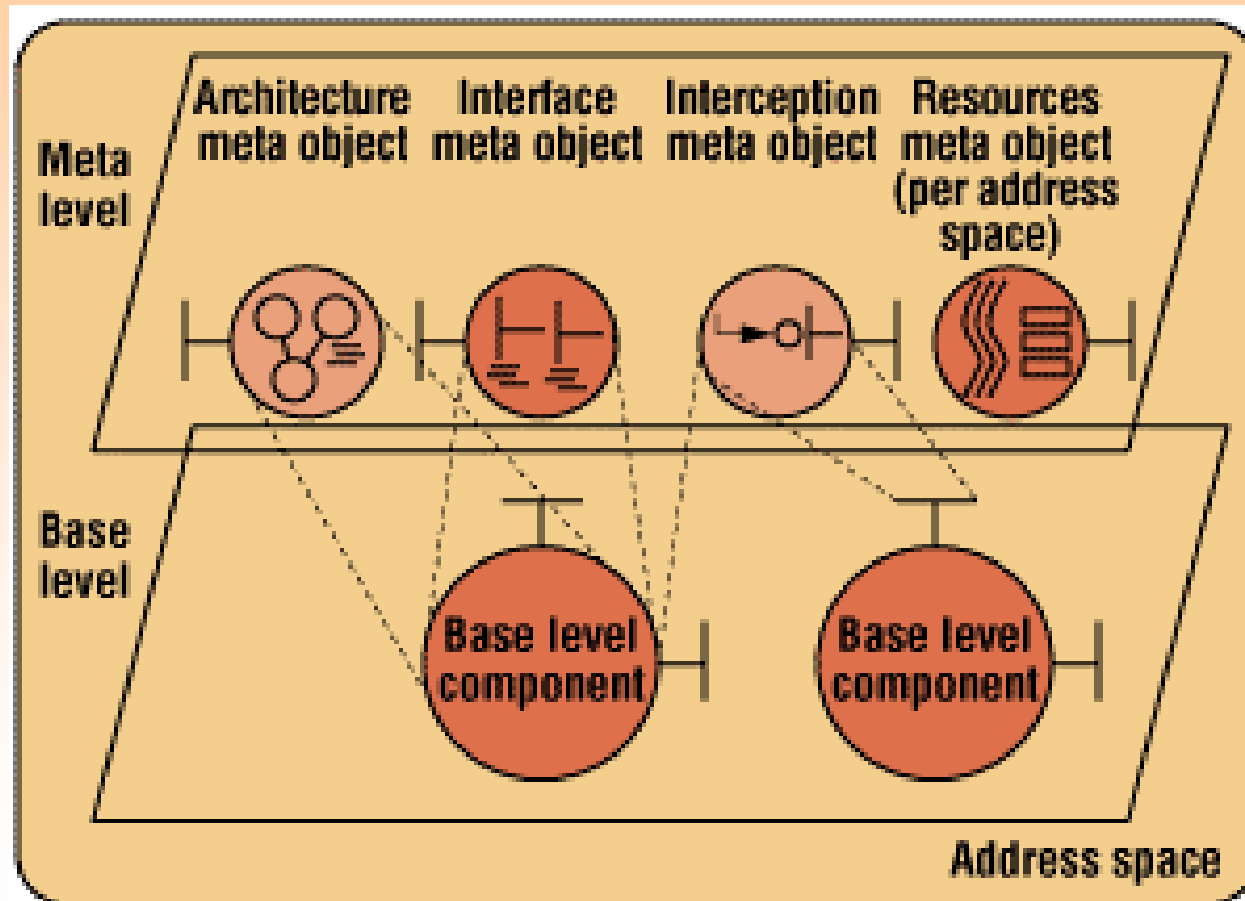 Architecture
meta object
Interface
meta object
Interception
meta object
Resources
meta object
(per address
space)
Meta
level
Base
level
Base level
component
Base level
component
Address space